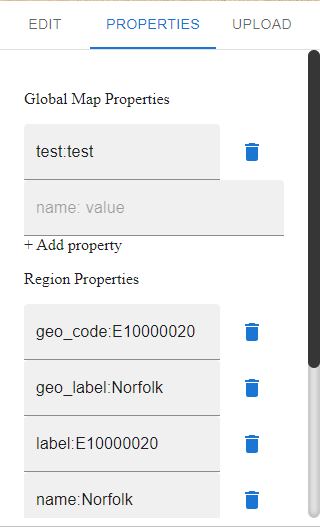 EDIT PROPERTIES UPLOAD
Global Map Properties
test:test
name: value
+ Add property
Region Properties
geo_code:E10000020
geo_label:Norfolk
label:E10000020
name:Norfolk